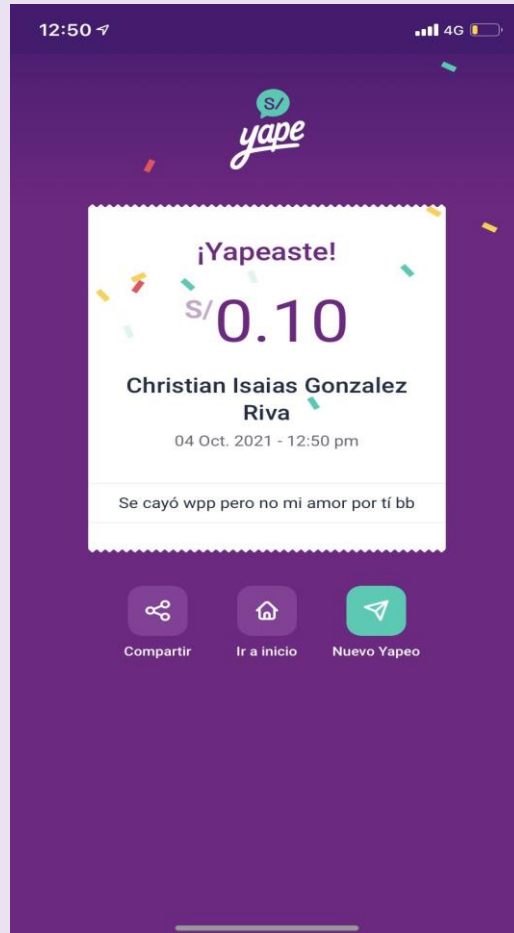 12:50
4G
S/
yape
¡Yapeaste!
S/0.10
Christian Isaias Gonzalez
Riva
04 Oct. 2021 - 12:50 pm
Se cayó wpp pero no mi amor por tí bb
Compartir Ir a inicio Nuevo Yapeo